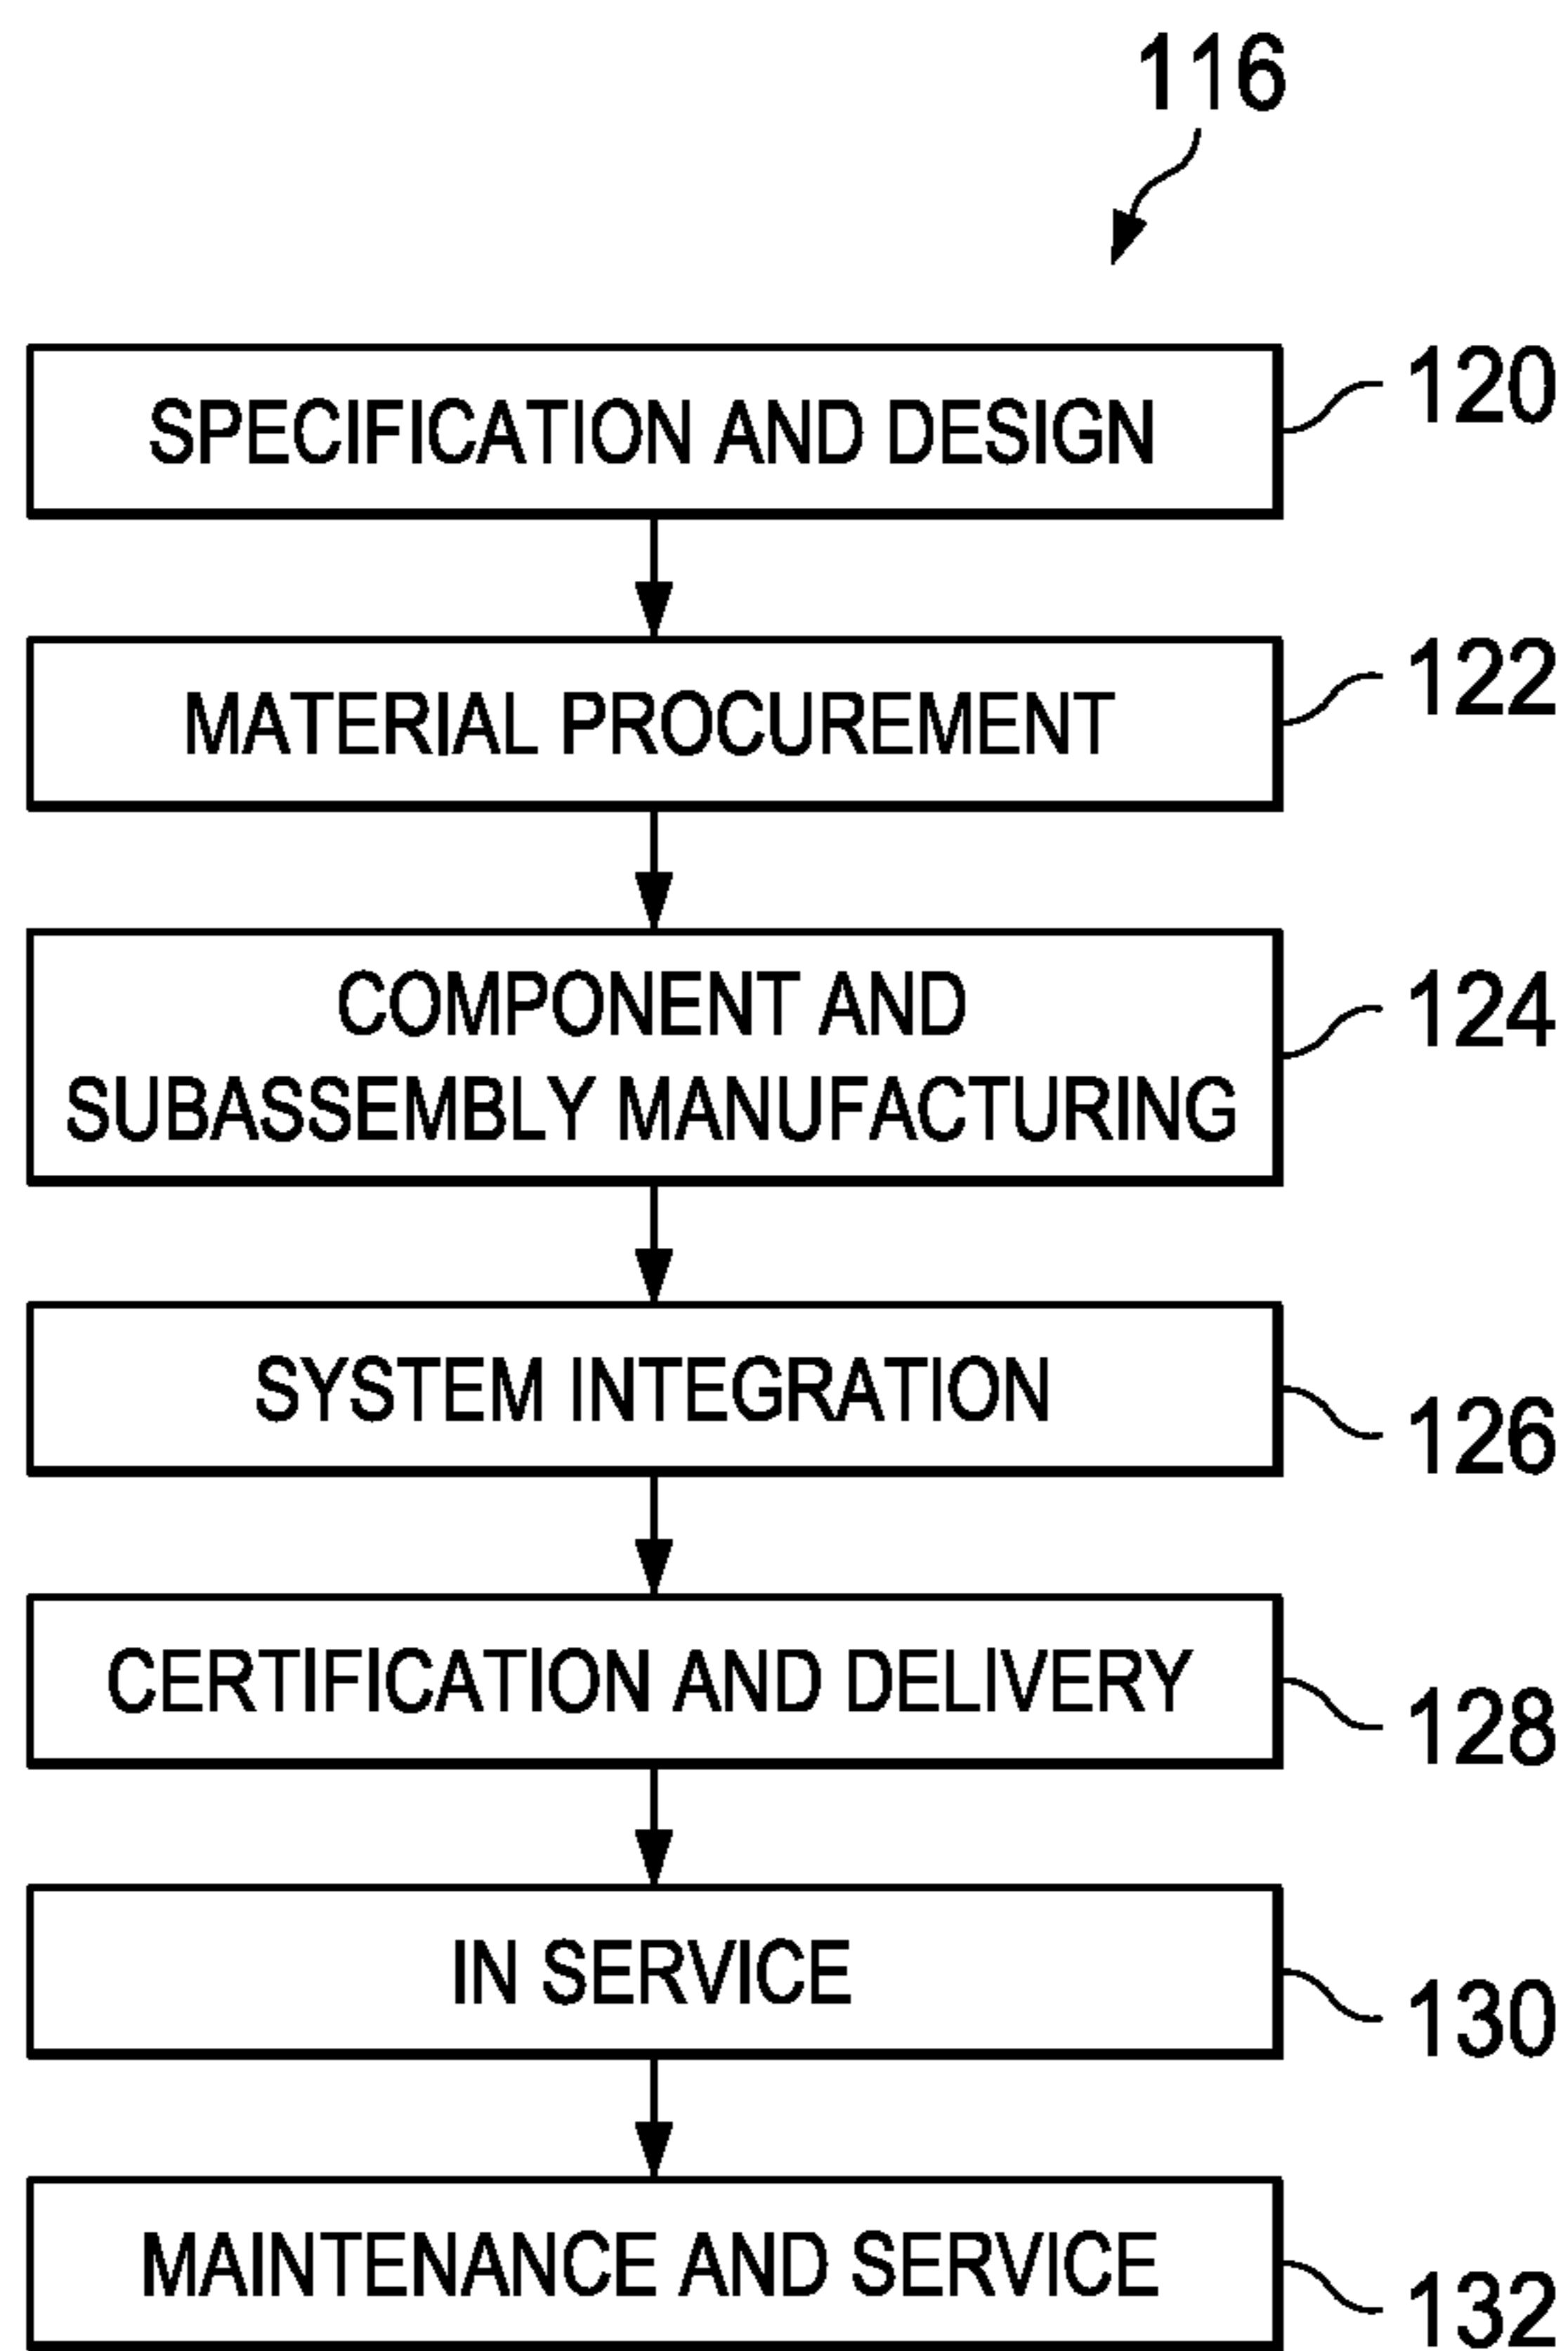 116
SPECIFICATION AND DESIGN
120
MATERIAL PROCUREMENT
122
COMPONENT AND
SUBASSEMBLY MANUFACTURING
124
SYSTEM INTEGRATION
126
CERTIFICATION AND DELIVERY
128
IN SERVICE
130
MAINTENANCE AND SERVICE
132